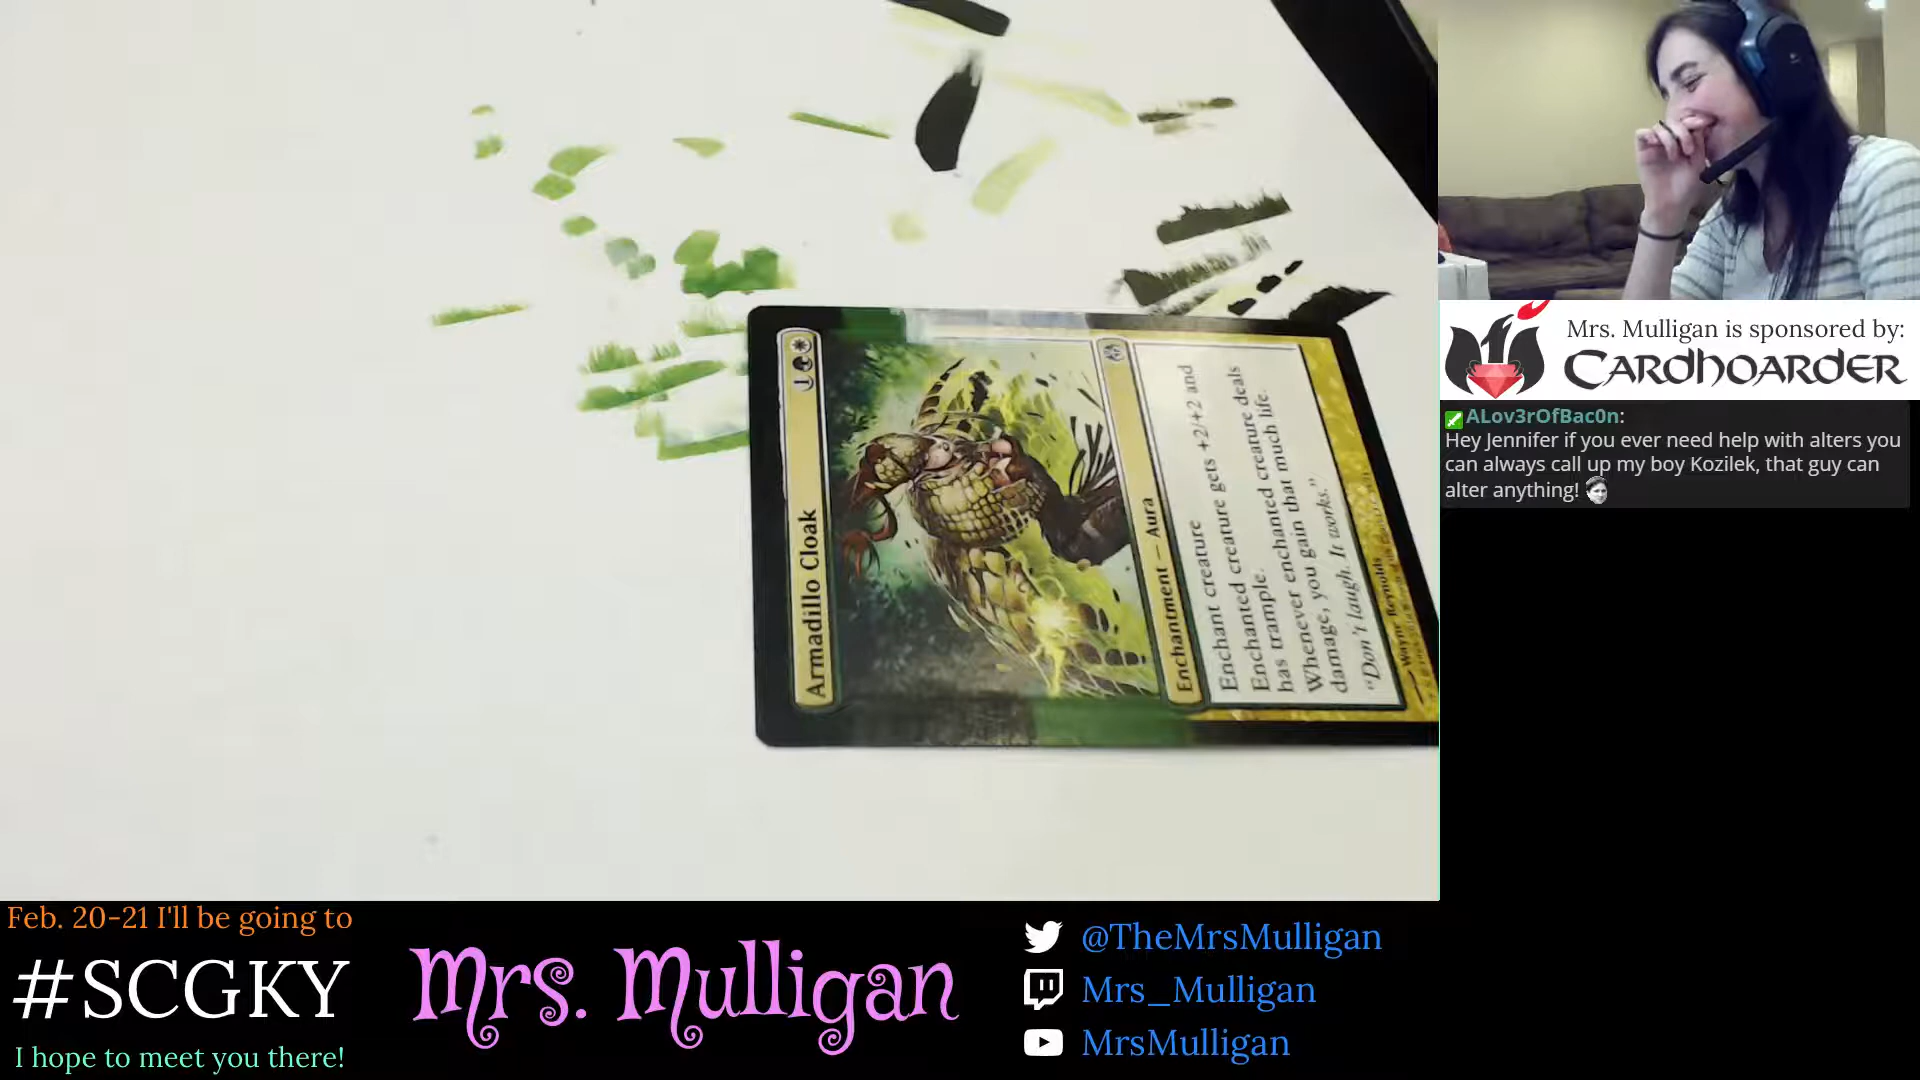 Armadillo Cloak
1
Enchantment — Aura
Enchant creature
Enchanted creature gets +2/+2 and
has trample.
Whenever enchanted creature deals
damage, you gain that much life.
"Don't laugh. It works."
Wayne Reynolds
Mrs. Mulligan is sponsored by:
CARDHOARDER
ALov3rOfBac0n:
Hey Jennifer if you ever need help with alters you
can always call up my boy Kozilek, that guy can
alter anything!
Feb. 20-21 I'll be going to
#SCGKY
I hope to meet you there!
Mrs. Mulligan
@TheMrsMulligan
Mrs_Mulligan
MrsMulligan